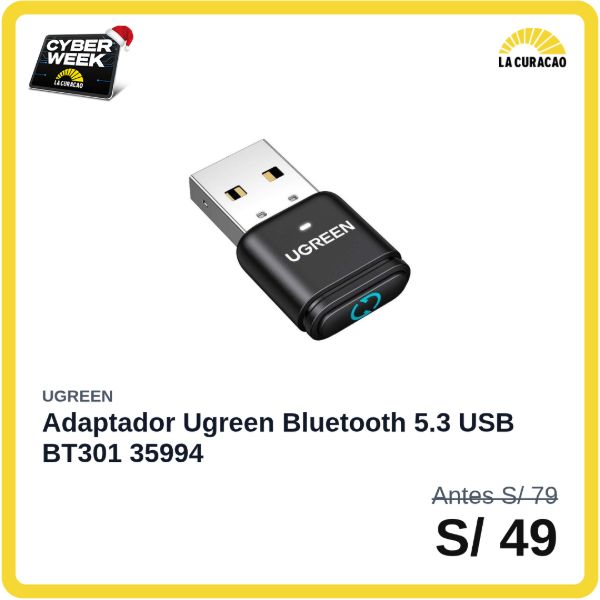 CYBER
WEEK
LA CURACAO
LA CURACAO
UGREEN
UGREEN
Adaptador Ugreen Bluetooth 5.3 USB
BT301 35994
Antes S/ 79
S/ 49